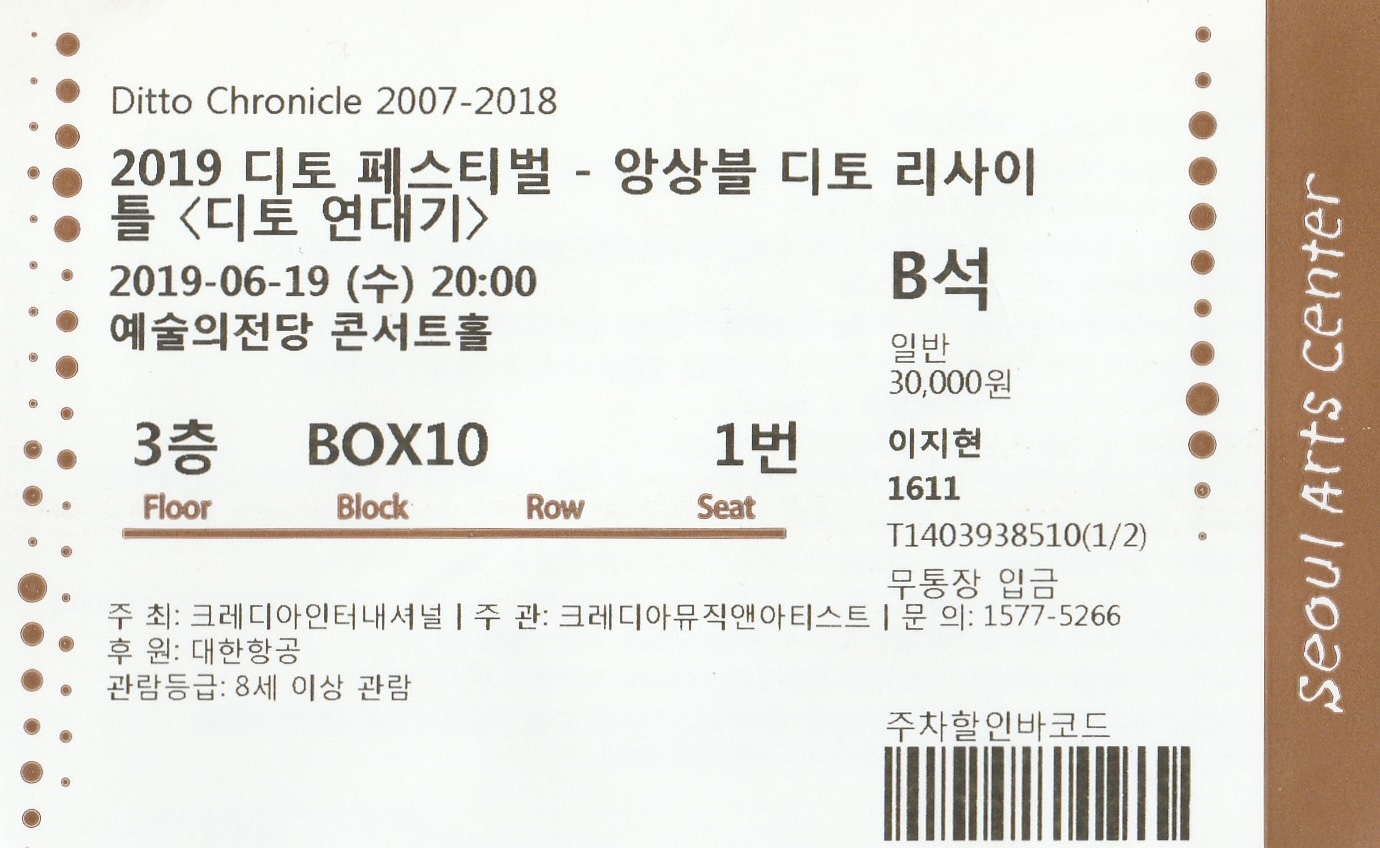 Ditto Chronicle 2007-2018
2019 디토 페스티벌 - 앙상블 디토 리사이
틀 〈디토 연대기〉
2019-06-19 (수) 20:00
예술의전당 콘서트홀
B석
일반
30,000원
3층 BOX10 1번
Floor Block Row Seat
이지현
1611
T1403938510(1/2)
무통장 입금
주 최: 크레디아인터내셔널 | 주 관: 크레디아뮤직앤아티스트 | 문 의: 1577-5266
후 원: 대한항공
관람등급: 8세 이상 관람
주차할인바코드
Seoul Arts Center